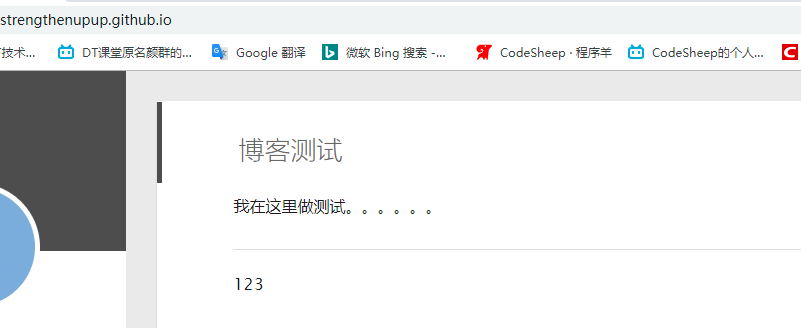 strengthenupup.github.io
技术...
DT课堂原名颜群的...
Google 翻译
微软 Bing 搜索 -...
CodeSheep · 程序羊
CodeSheep的个人...
博客测试
我在这里做测试。。。。。。
123